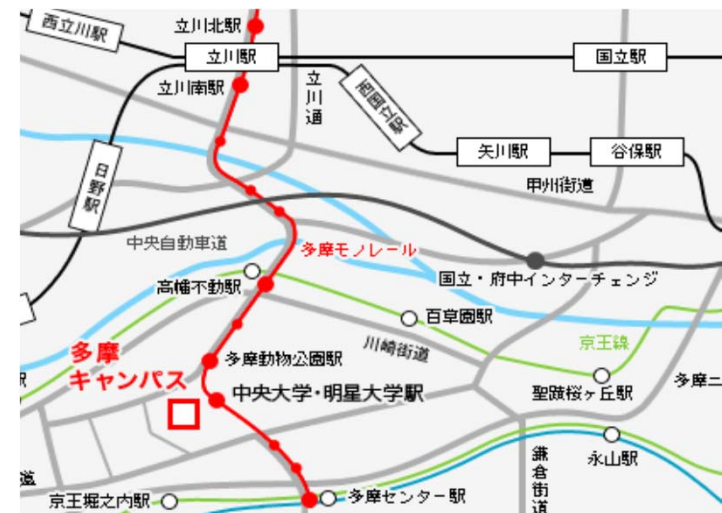 立川北駅
西立川駅
立川駅
国立駅
立川南駅
立川通
西国立駅
矢川駅
谷保駅
日野駅
甲州街道
中央自動車道
多摩モノレール
国立・府中インターチェンジ
高幡不動駅
百草園駅
川崎街道
京王線
多摩
キャンパス
多摩動物公園駅
中央大学・明星大学駅
聖蹟桜ヶ丘駅
多摩ニ
鎌倉街道
永山駅
道
京王堀之内駅
多摩センター駅